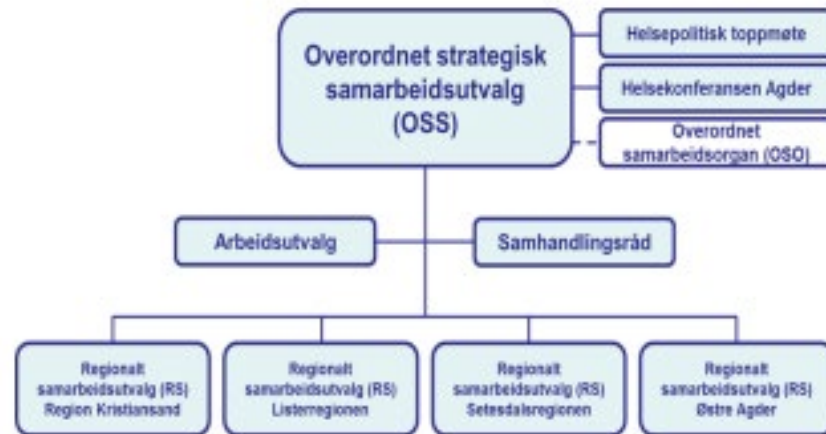 Overordnet strategisk
samarbeidsutvalg
(OSS)
Helsepolitisk toppmøte
Helsekonferansen Agder
Overordnet
samarbeidsorgan (OSO)
Arbeidsutvalg
Samhandlingsråd
Regionalt
samarbeidsutvalg (RS)
Region Kristiansand
Regionalt
samarbeidsutvalg (RS)
Listerregionen
Regionalt
samarbeidsutvalg (RS)
Setesdalsregionen
Regionalt
samarbeidsutvalg (RS)
Østre Agder